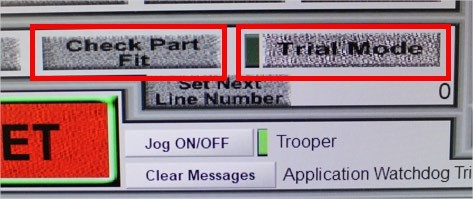 Check Part
Fit
Trial Mode
Set Next
Line Number
0
ET
Jog ON/OFF
Trooper
Clear Messages
Application Watchdog Tri